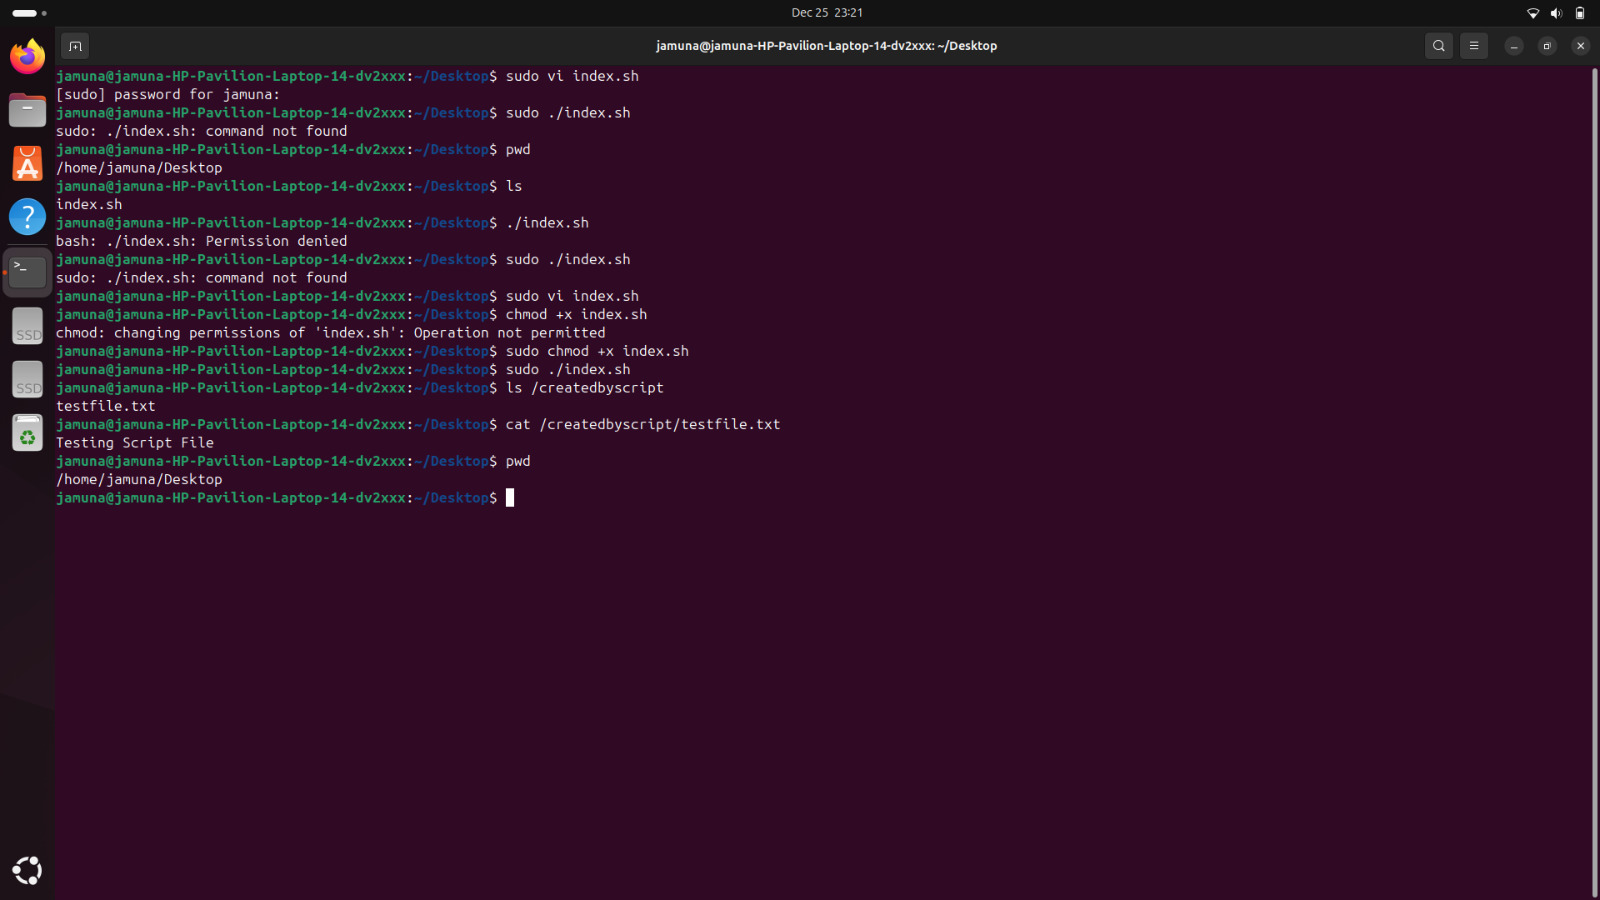 Dec 25 23:21
jamuna@jamuna-HP-Pavilion-Laptop-14-dv2xxx: ~/Desktop
jamuna@jamuna-HP-Pavilion-Laptop-14-dv2xxx:~/Desktop$ sudo vi index.sh
[sudo] password for jamuna:
jamuna@jamuna-HP-Pavilion-Laptop-14-dv2xxx:~/Desktop$ sudo ./index.sh
sudo: ./index.sh: command not found
jamuna@jamuna-HP-Pavilion-Laptop-14-dv2xxx:~/Desktop$ pwd
/home/jamuna/Desktop
jamuna@jamuna-HP-Pavilion-Laptop-14-dv2xxx:~/Desktop$ ls
index.sh
jamuna@jamuna-HP-Pavilion-Laptop-14-dv2xxx:~/Desktop$ ./index.sh
bash: ./index.sh: Permission denied
jamuna@jamuna-HP-Pavilion-Laptop-14-dv2xxx:~/Desktop$ sudo ./index.sh
sudo: ./index.sh: command not found
jamuna@jamuna-HP-Pavilion-Laptop-14-dv2xxx:~/Desktop$ sudo vi index.sh
jamuna@jamuna-HP-Pavilion-Laptop-14-dv2xxx:~/Desktop$ chmod +x index.sh
chmod: changing permissions of 'index.sh': Operation not permitted
jamuna@jamuna-HP-Pavilion-Laptop-14-dv2xxx:~/Desktop$ sudo chmod +x index.sh
jamuna@jamuna-HP-Pavilion-Laptop-14-dv2xxx:~/Desktop$ sudo ./index.sh
jamuna@jamuna-HP-Pavilion-Laptop-14-dv2xxx:~/Desktop$ ls /createdbyscript
testfile.txt
jamuna@jamuna-HP-Pavilion-Laptop-14-dv2xxx:~/Desktop$ cat /createdbyscript/testfile.txt
Testing Script File
jamuna@jamuna-HP-Pavilion-Laptop-14-dv2xxx:~/Desktop$ pwd
/home/jamuna/Desktop
jamuna@jamuna-HP-Pavilion-Laptop-14-dv2xxx:~/Desktop$
SSD
SSD